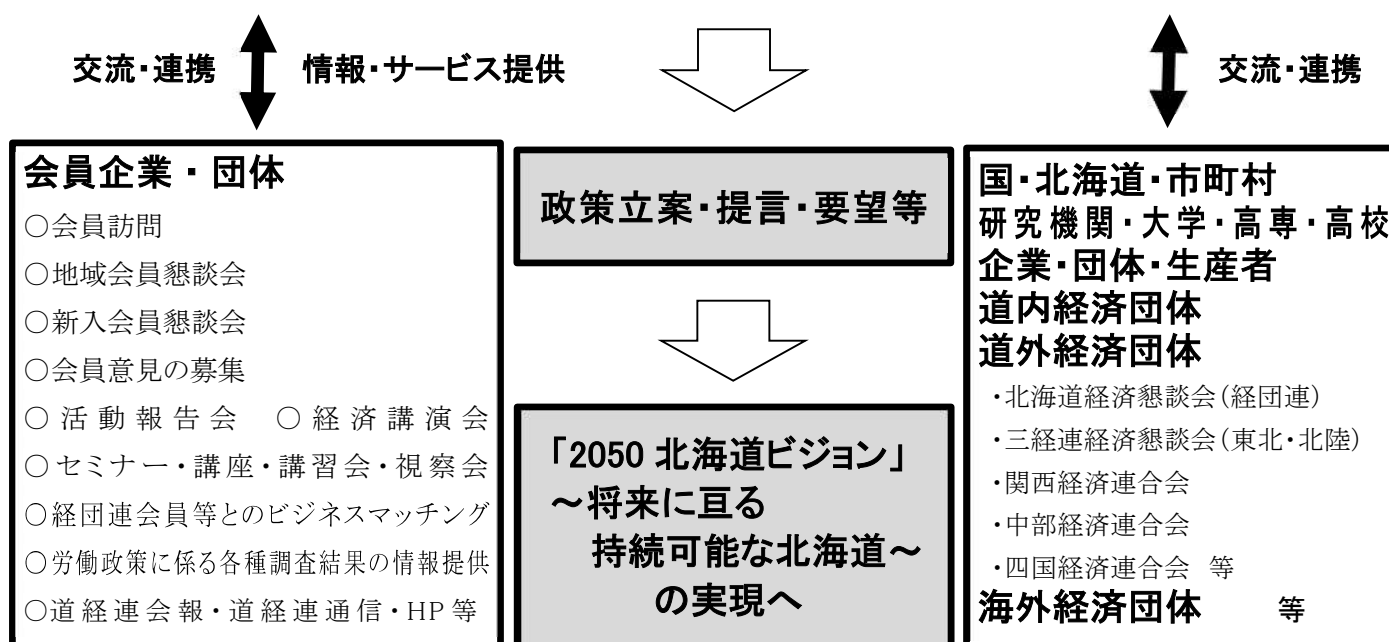 交流・連携
情報・サービス提供
交流・連携
会員企業・団体
○会員訪問
○地域会員懇談会
○新入会員懇談会
○会員意見の募集
○活動報告会　○経済講演会
○セミナー・講座・講習会・視察会
○経団連会員等とのビジネスマッチング
○労働政策に係る各種調査結果の情報提供
○道経連会報・道経連通信・HP 等
政策立案・提言・要望等
「2050 北海道ビジョン」
～将来に亘る
持続可能な北海道～
の実現へ
国・北海道・市町村
研究機関・大学・高専・高校
企業・団体・生産者
道内経済団体
道外経済団体
・北海道経済懇談会（経団連）
・三経連経済懇談会（東北・北陸）
・関西経済連合会
・中部経済連合会
・四国経済連合会　等
海外経済団体　等